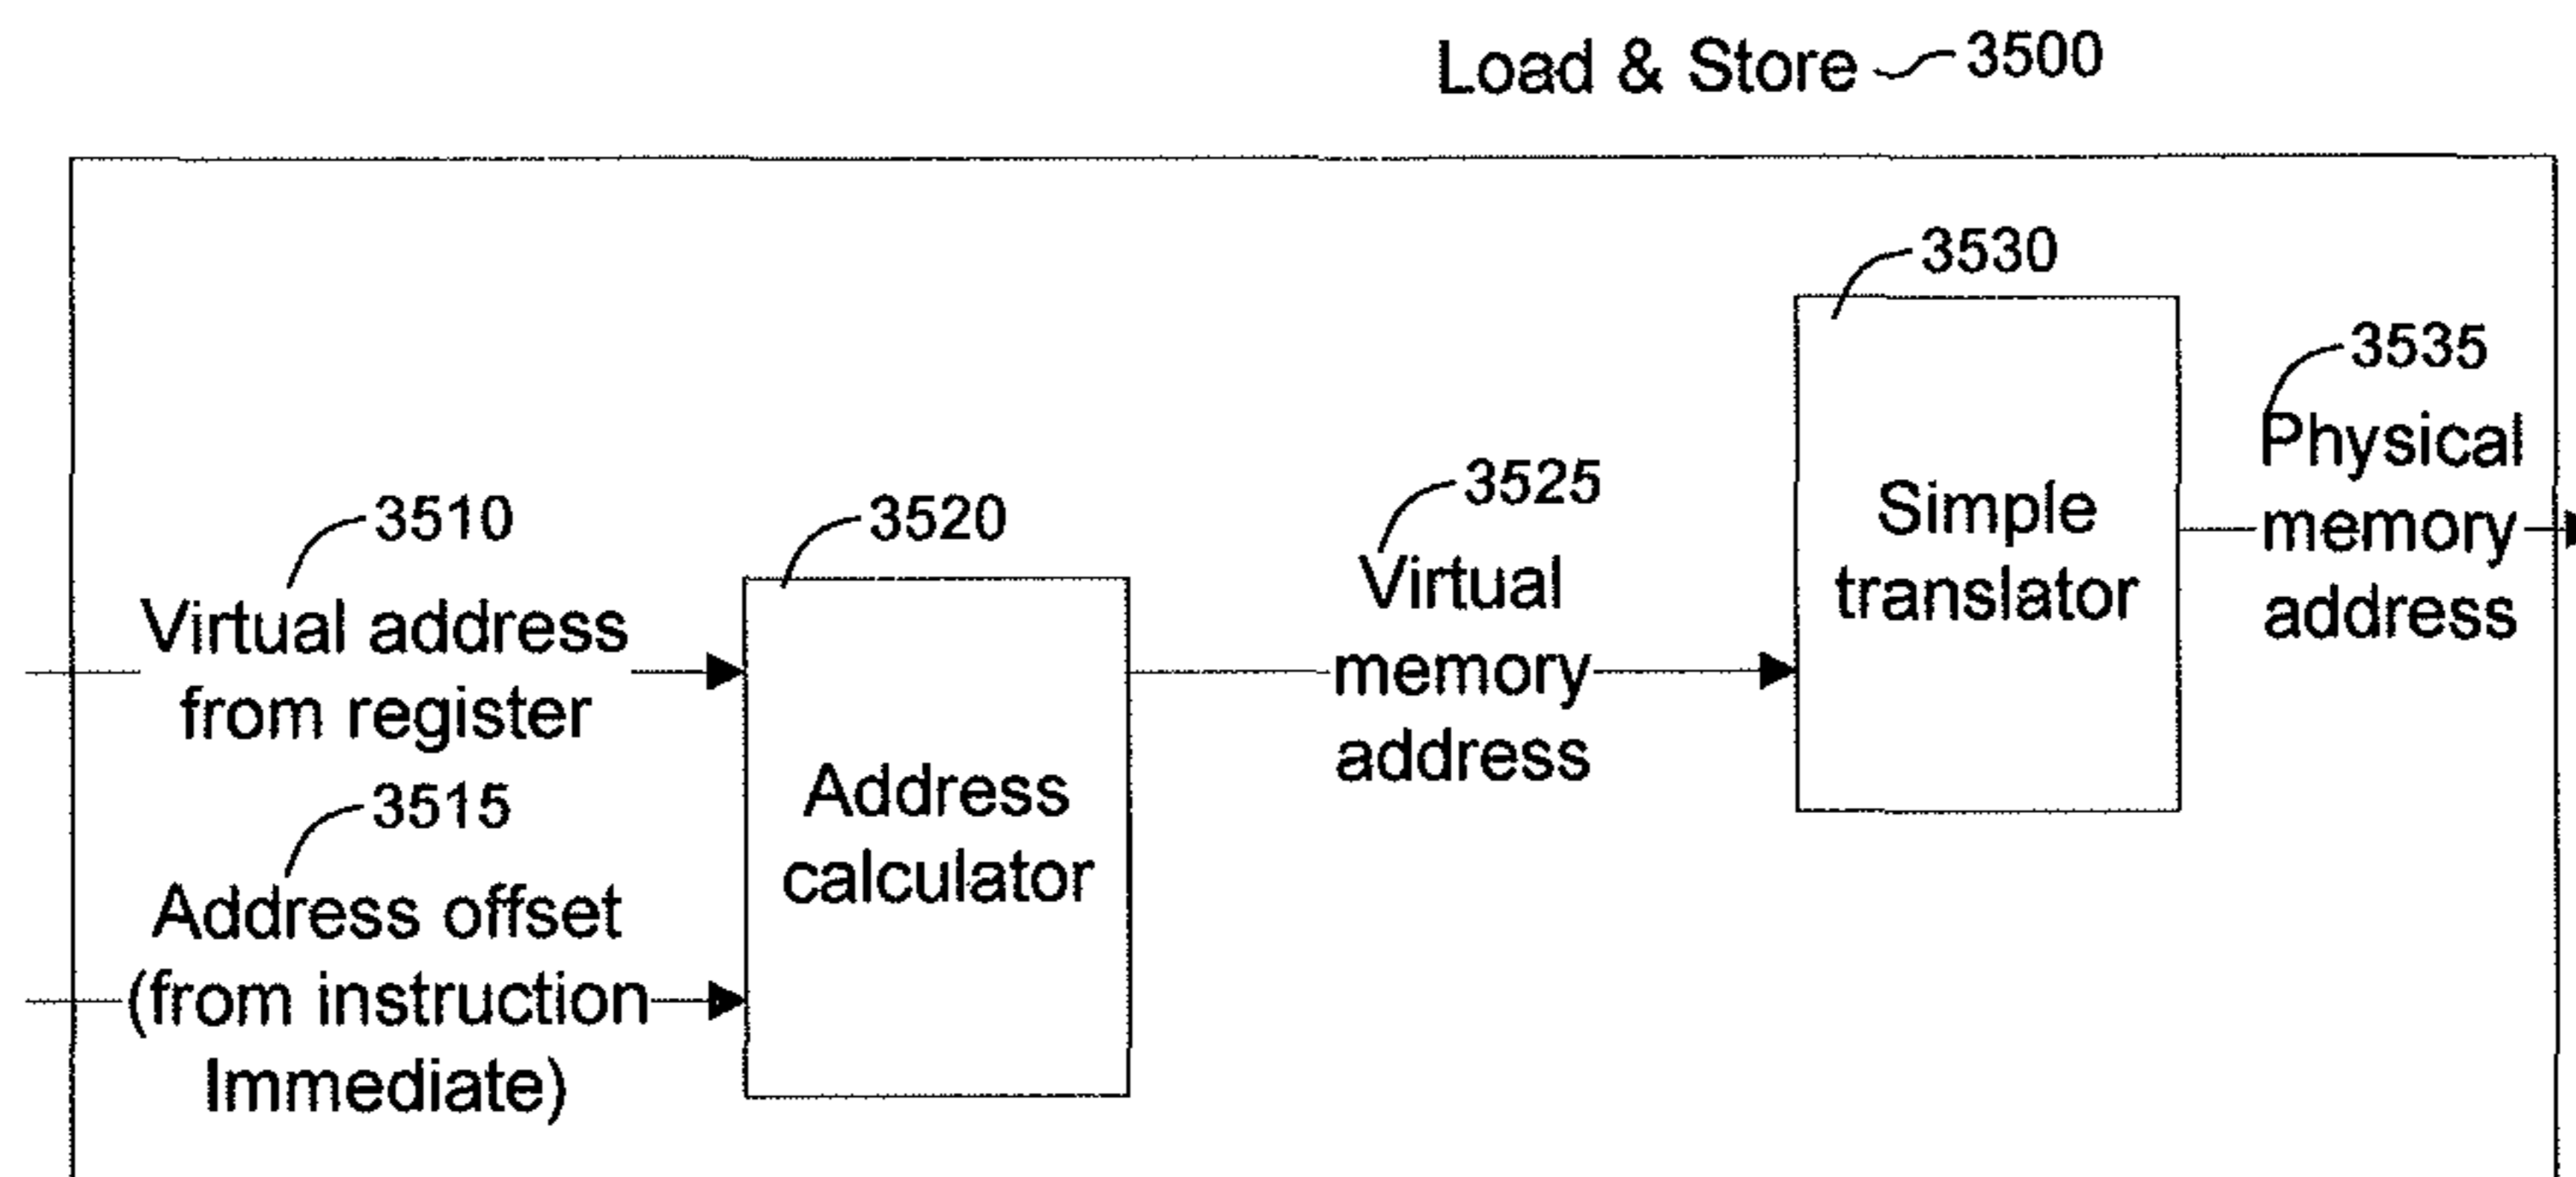 Load & Store 3500
3530
3535
Physical
memory
address
Simple
translator
3525
Virtual
memory
address
3510
Virtual address
from register
3520
Address
calculator
3515
Address offset
(from instruction
Immediate)